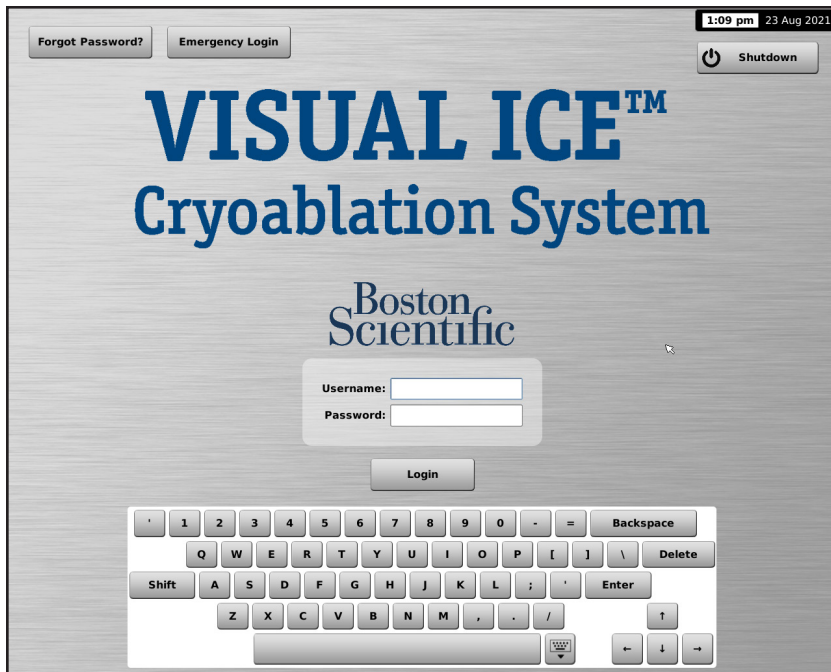 1:09 pm 23 Aug 2021
Forgot Password? Emergency Login
Shutdown
VISUAL ICE™
Cryoablation System
Boston
Scientific
Username:
Password:
Login
' 1 2 3 4 5 6 7 8 9 0 - = Backspace
Q W E R T Y U I O P [ ] \ Delete
Shift A S D F G H J K L ; ' Enter
Z X C V B N M , . / ↑
← ↓ →